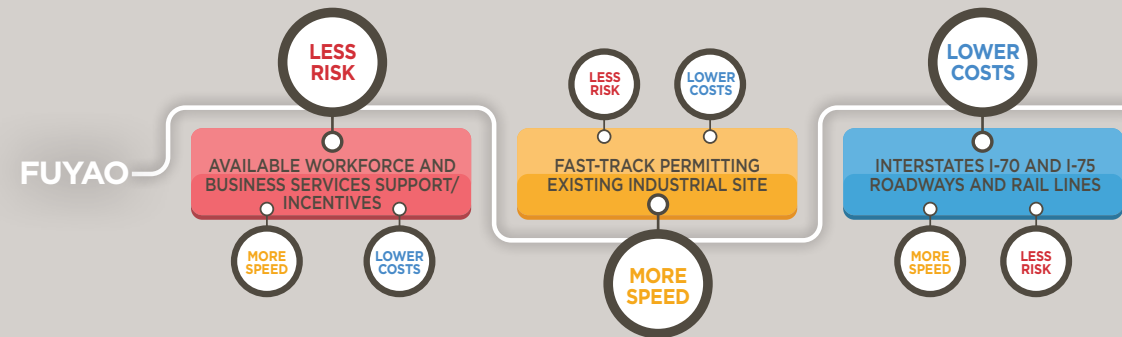 FUYAO
LESS
RISK
AVAILABLE WORKFORCE AND
BUSINESS SERVICES SUPPORT/
INCENTIVES
MORE
SPEED
LOWER
COSTS
LESS
RISK
LOWER
COSTS
FAST-TRACK PERMITTING
EXISTING INDUSTRIAL SITE
MORE
SPEED
LOWER
COSTS
INTERSTATES I-70 AND I-75
ROADWAYS AND RAIL LINES
MORE
SPEED
LESS
RISK